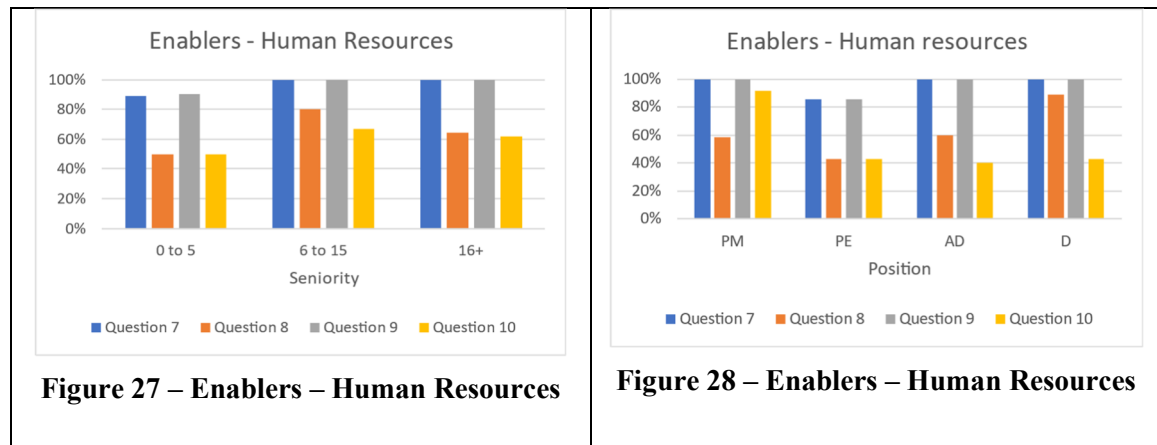 Enablers - Human Resources
100%
80%
60%
40%
20%
0%
0 to 5 6 to 15 16+
Seniority
Question 7 Question 8 Question 9 Question 10
Figure 27 – Enablers – Human Resources
Enablers - Human resources
100%
80%
60%
40%
20%
0%
PM PE AD D
Position
Question 7 Question 8 Question 9 Question 10
Figure 28 – Enablers – Human Resources